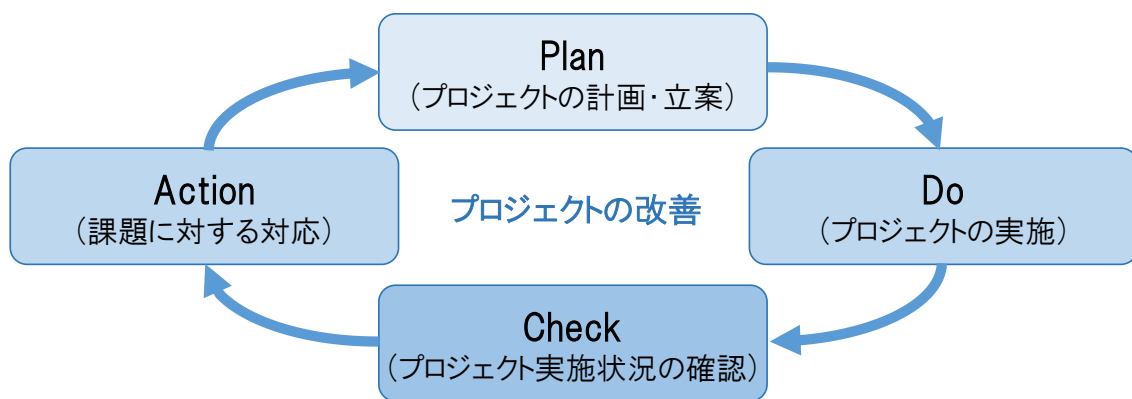 Plan
（プロジェクトの計画・立案）
Action
（課題に対する対応）
プロジェクトの改善
Do
（プロジェクトの実施）
Check
（プロジェクト実施状況の確認）